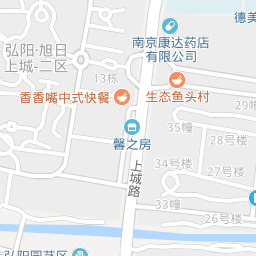 德美
南京康达药店
有限公司
弘阳·旭日
上城-二区
13栋
香香嘴中式快餐
生态鱼头村
35幢
28号楼
馨之房
上城路
34号楼
27号楼
33幢
26号楼
弘阳园艺区